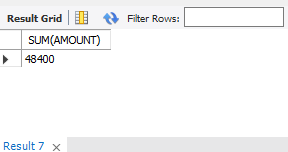 Result Grid Filter Rows:
SUM(AMOUNT)
48400
Result 7 ×